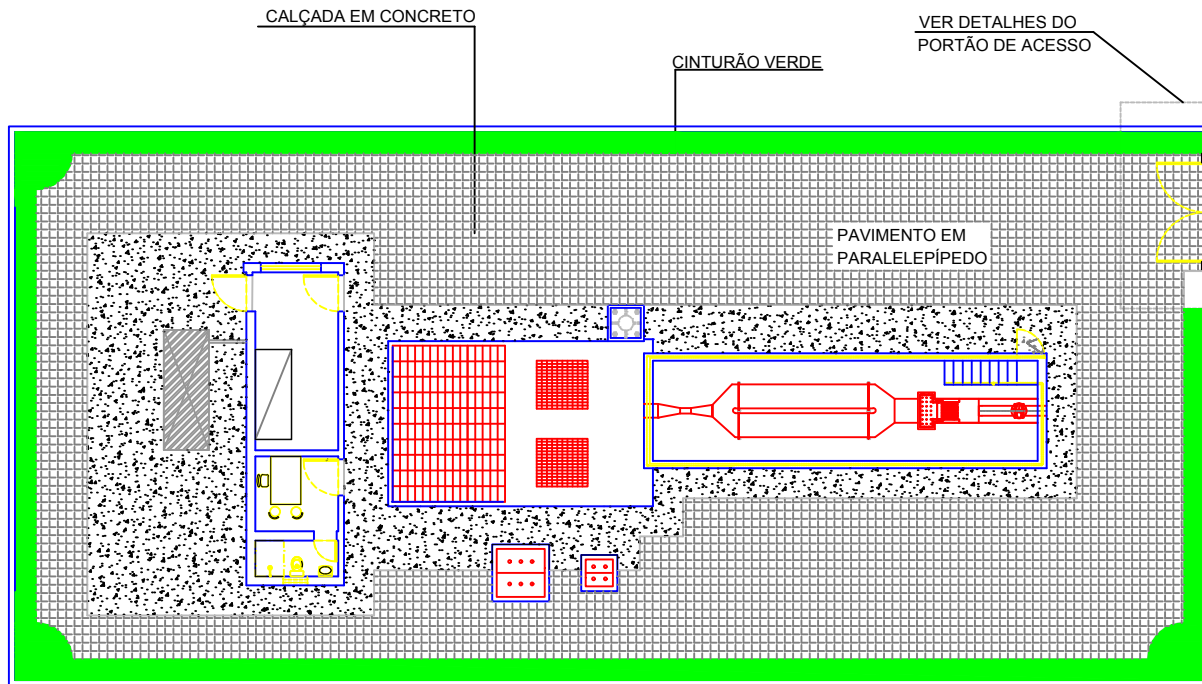 CALÇADA EM CONCRETO
VER DETALHES DO
PORTÃO DE ACESSO
CINTURÃO VERDE
PAVIMENTO EM
PARALELEPÍPEDO